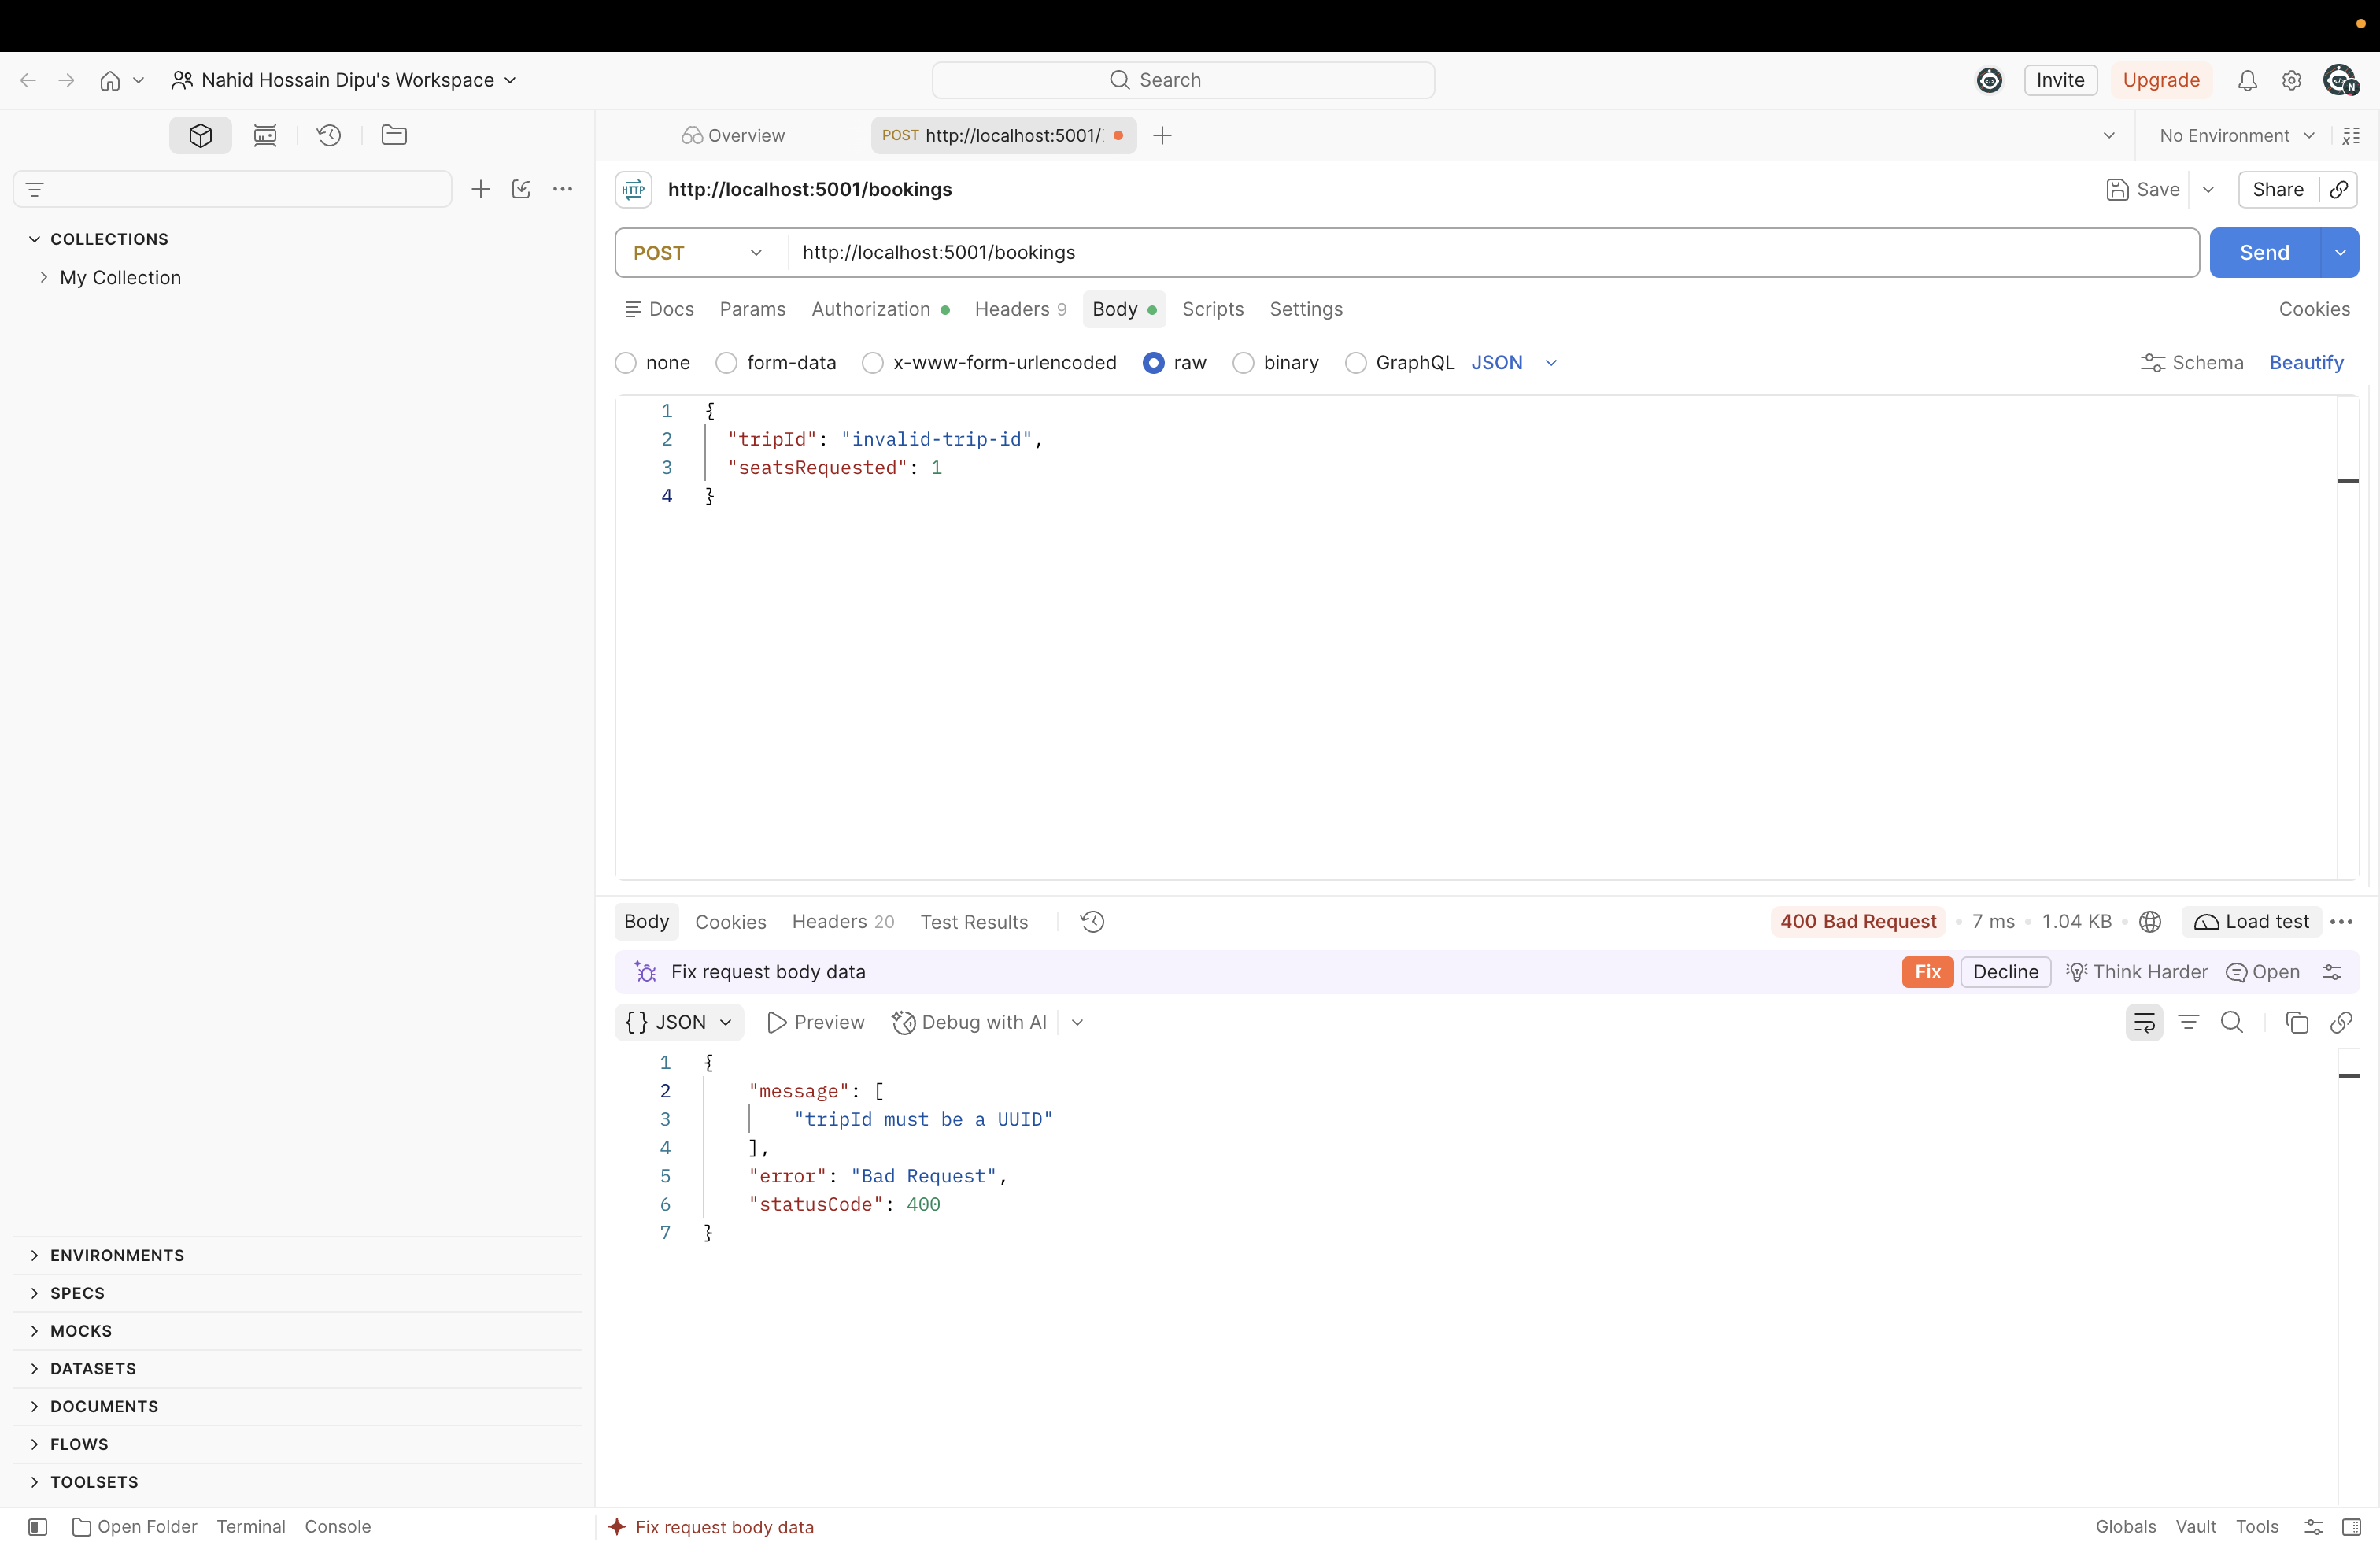 Nahid Hossain Dipu's Workspace
Search
Invite
Upgrade
N
Overview
POST http://localhost:5001/
No Environment
COLLECTIONS
My Collection
HTTP http://localhost:5001/bookings
Save
Share
POST http://localhost:5001/bookings
Send
Docs Params Authorization Headers 9 Body Scripts Settings
Cookies
none form-data x-www-form-urlencoded raw binary GraphQL JSON
Schema Beautify
1 {
2 "tripId": "invalid-trip-id",
3 "seatsRequested": 1
4 }
Body Cookies Headers 20 Test Results
400 Bad Request 7 ms 1.04 KB Load test
Fix request body data
Fix Decline Think Harder Open
{} JSON Preview Debug with AI
1 {
2 "message": [
3 "tripId must be a UUID"
4 ],
5 "error": "Bad Request",
6 "statusCode": 400
7 }
ENVIRONMENTS
SPECS
MOCKS
DATASETS
DOCUMENTS
FLOWS
TOOLSETS
Open Folder Terminal Console
Fix request body data
Globals Vault Tools